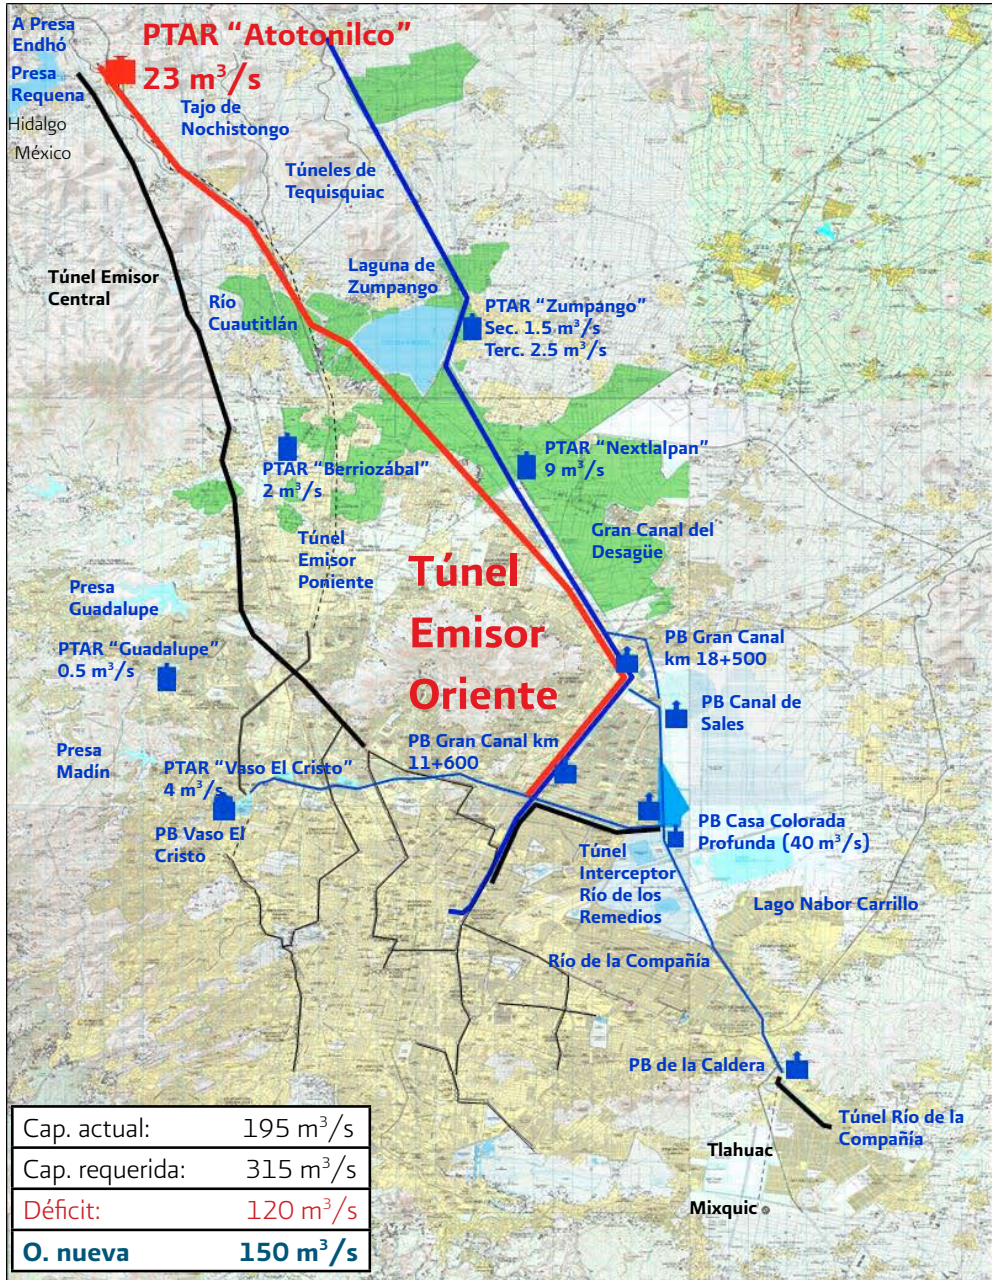 A Presa
Endhó
PTAR “Atotonilco”
23 m³/s
Presa
Requena
Hidalgo
México
Tajo de
Nochistongo
Túneles de
Tequisquiac
Túnel Emisor
Central
Laguna de
Zumpango
Río
Cuautitlán
PTAR “Zumpango”
Sec. 1.5 m³/s
Terc. 2.5 m³/s
PTAR “Berriozábal”
2 m³/s
PTAR “Nextlalpan”
9 m³/s
Túnel
Emisor
Poniente
Gran Canal del
Desagüe
Túnel
Emisor
Oriente
Presa
Guadalupe
PTAR “Guadalupe”
0.5 m³/s
PB Gran Canal
km 18+500
PB Canal de
Sales
Presa
Madín
PB Gran Canal km
11+600
PTAR “Vaso El Cristo”
4 m³/s
PB Vaso El
Cristo
PB Casa Colorada
Profunda (40 m³/s)
Túnel
Interceptor
Río de los
Remedios
Lago Nabor Carrillo
Río de la Compañía
PB de la Caldera
Túnel Río de la
Compañía
Tlahuac
Mixquic
Cap. actual: 195 m³/s
Cap. requerida: 315 m³/s
Déficit: 120 m³/s
O. nueva 150 m³/s